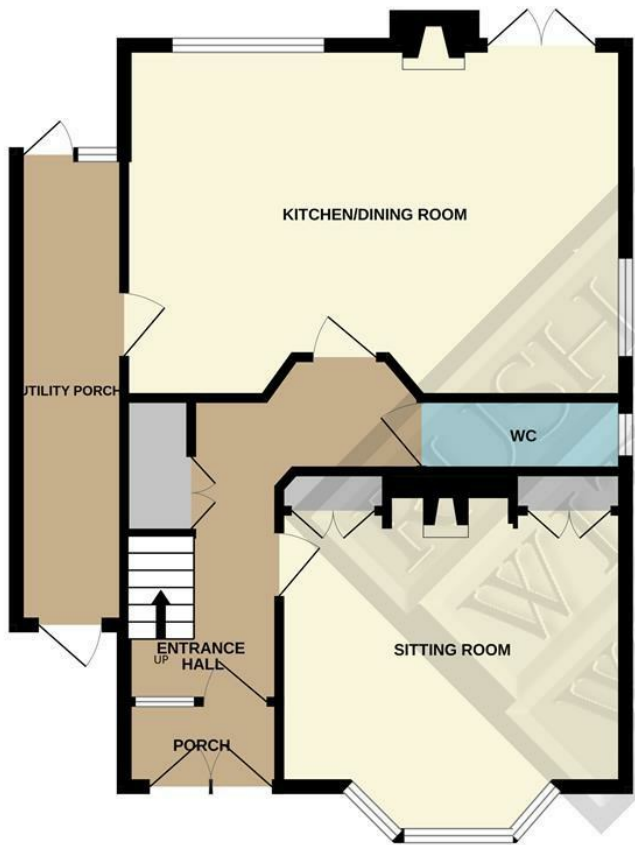 KITCHEN/DINING ROOM
UTILITY PORCH
WC
SITTING ROOM
ENTRANCE
HALL
UP
PORCH